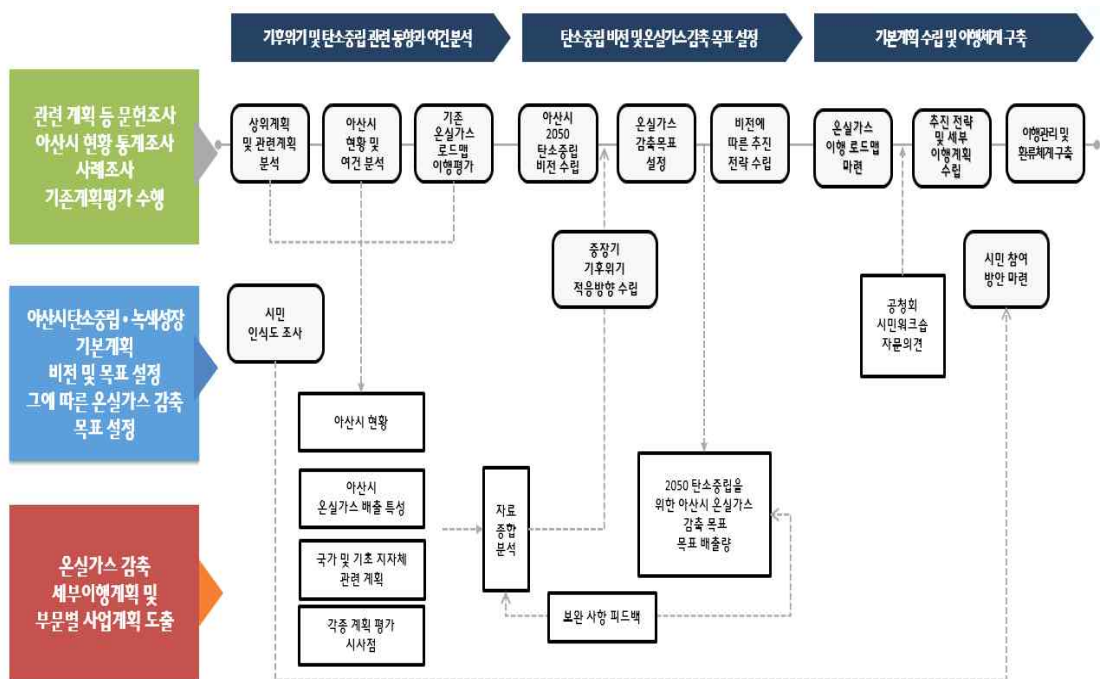 기후위기 및 탄소중립 관련 동향과 여건 분석
탄소중립 비전 및 온실가스감축 목표 설정
기본계획 수립 및 이행체계 구축
관련 계획 등 문헌조사
아산시 현황 통계조사
사례조사
기존계획평가 수행
상위계획
및 관련계획
분석
아산시
현황 및
여건 분석
기존
온실가스
로드맵
이행평가
아산시
2050
탄소중립
비전 수립
온실가스
감축목표
설정
비전에
따른 추진
전략 수립
온실가스
이행 로드맵
마련
추진 전략
및 세부
이행계획
수립
이행관리 및
환류체계 구축
중장기
기후위기
적응방향 수립
시민 참여
방안 마련
공청회
시민워크숍
자문의견
아산시탄소중립·녹색성장
기본계획
비전 및 목표 설정
그에 따른 온실가스 감축
목표 설정
시민
인식도 조사
아산시 현황
아산시
온실가스 배출 특성
국가 및 기초 지자체
관련 계획
각종 계획 평가
시사점
자료
종합
분석
2050 탄소중립을
위한 아산시 온실가스
감축 목표
목표 배출량
보완 사항 피드백
온실가스 감축
세부이행계획 및
부문별 사업계획 도출